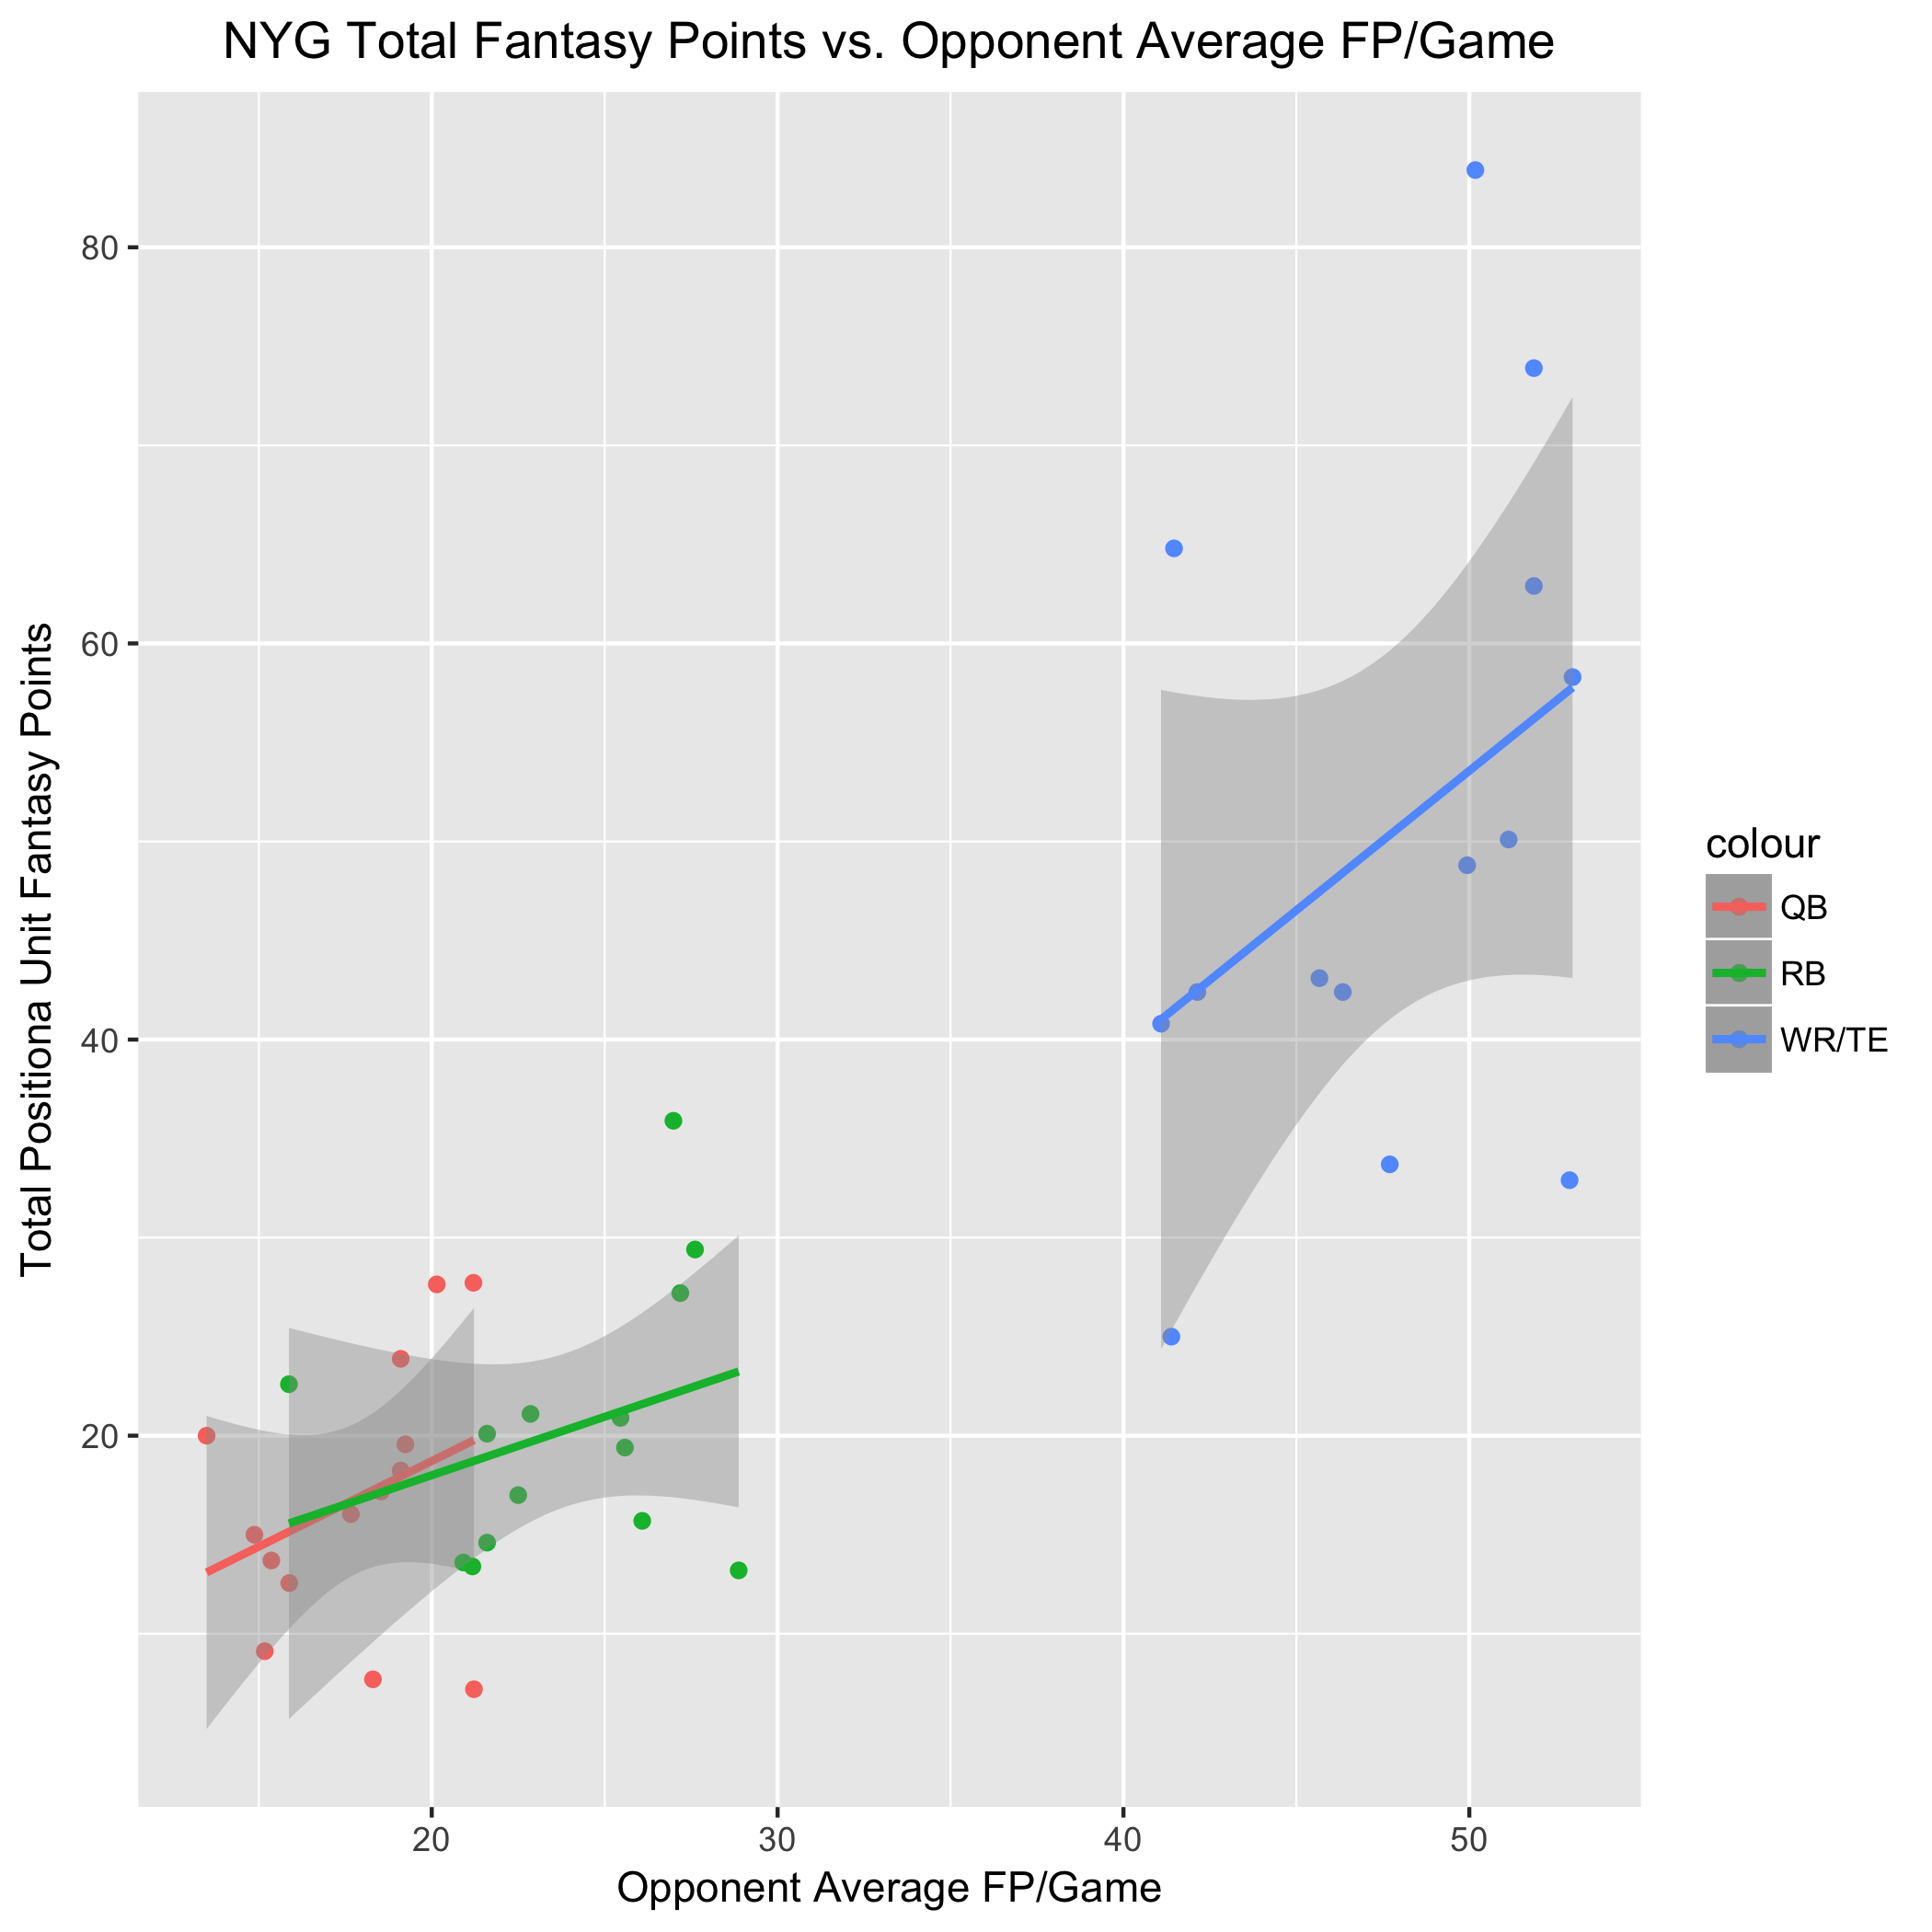 NYG Total Fantasy Points vs. Opponent Average FP/Game
Total Positiona Unit Fantasy Points
80
60
40
20
20
30
40
50
Opponent Average FP/Game
colour
QB
RB
WR/TE